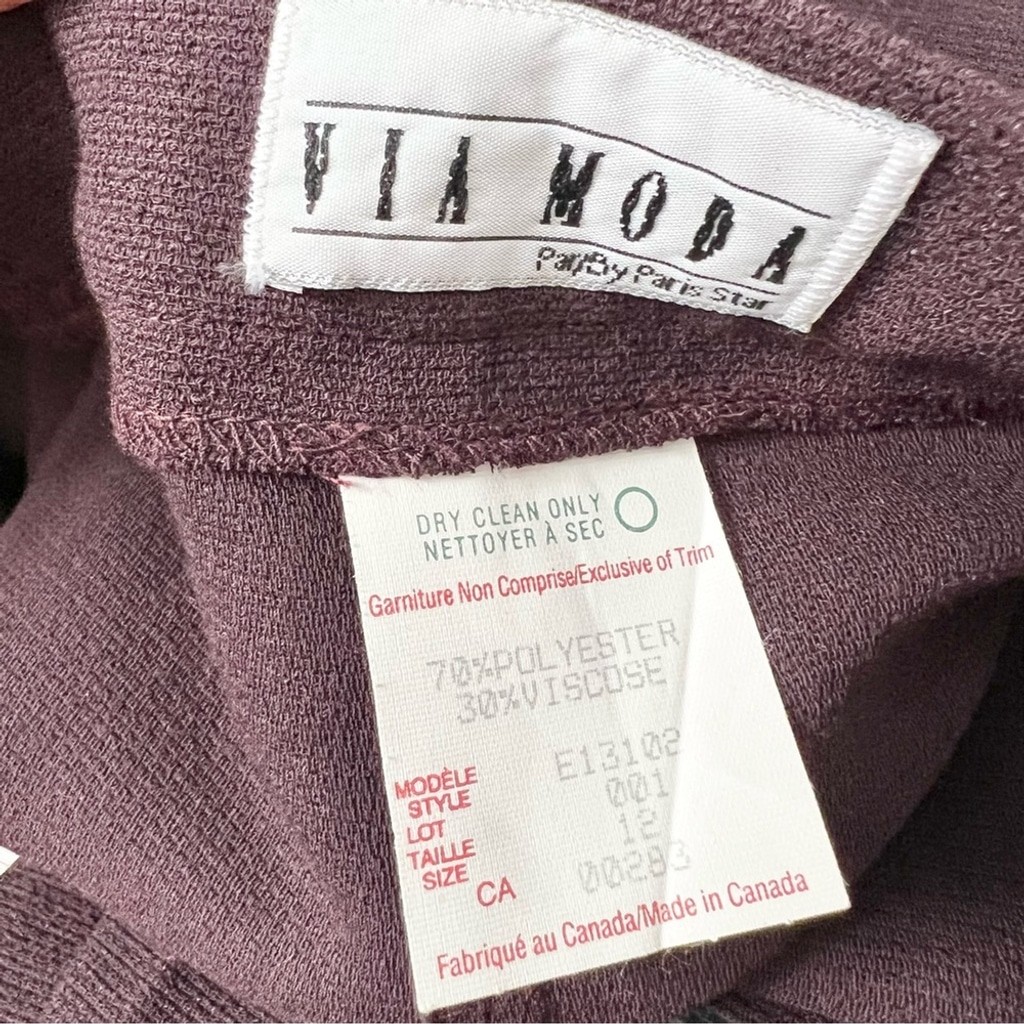 VIA MODA
Par/By Paris Star
DRY CLEAN ONLY
NETTOYER À SEC
Garniture Non Comprise/Exclusive of Trim
70%POLYESTER
30%VISCOSE
MODÈLE E13102
STYLE 001
LOT 12
TAILLE
SIZE 00283
CA
Fabriqué au Canada/Made in Canada